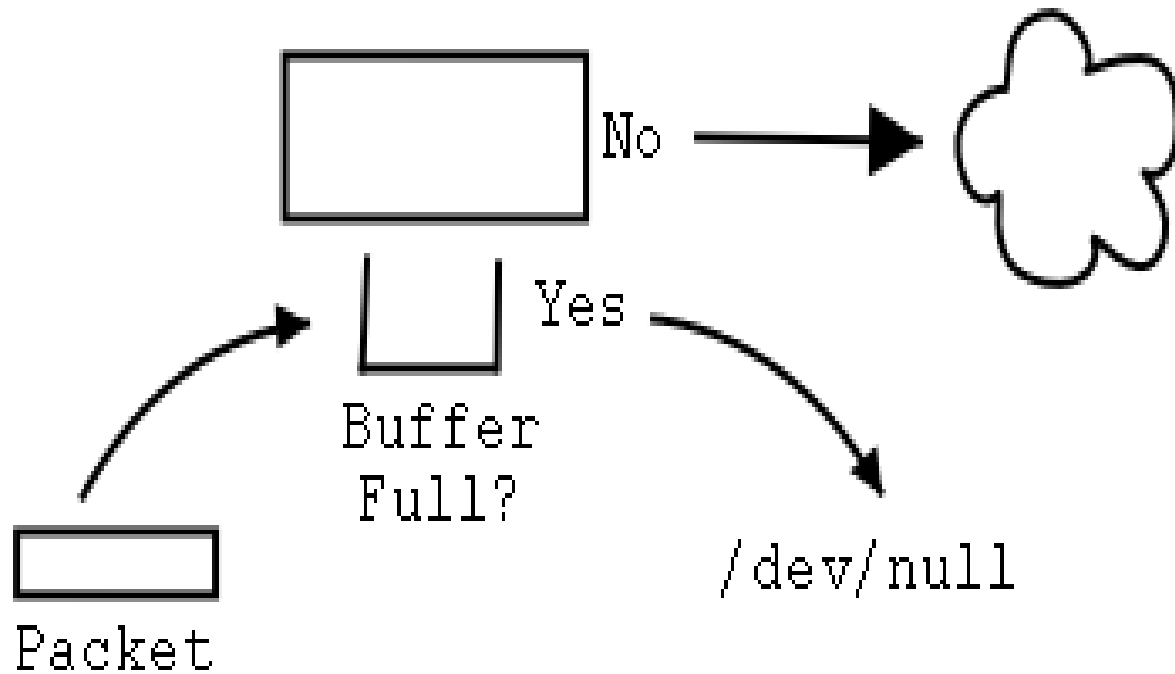 No
Yes
Buffer
Full?
/dev/null
Packet